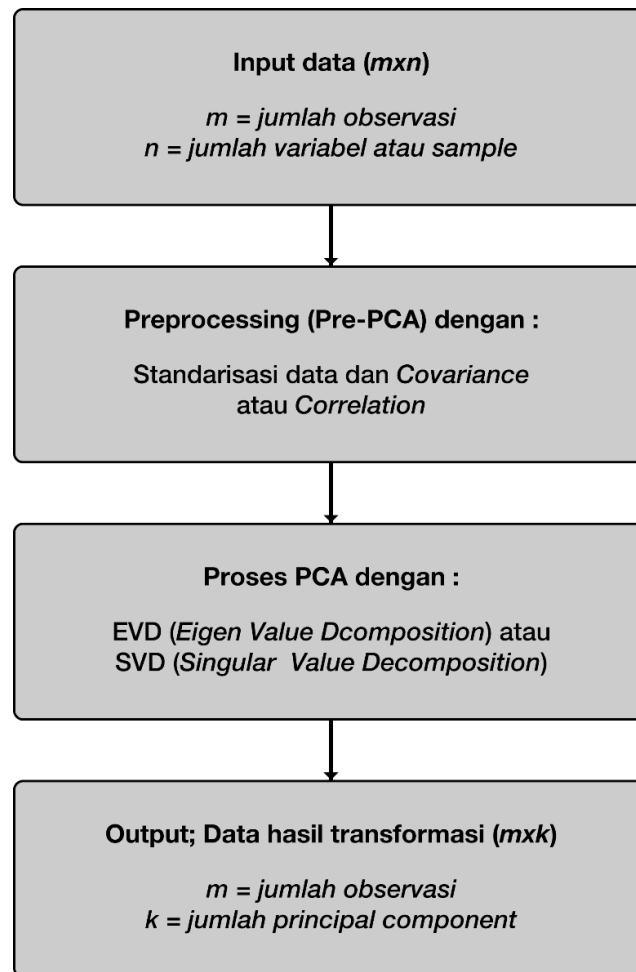 Input data (mxn)
m = jumlah observasi
n = jumlah variabel atau sample
Preprocessing (Pre-PCA) dengan :
Standarisasi data dan Covariance
atau Correlation
Proses PCA dengan :
EVD (Eigen Value Dcomposition) atau
SVD (Singular Value Decomposition)
Output; Data hasil transformasi (mxk)
m = jumlah observasi
k = jumlah principal component